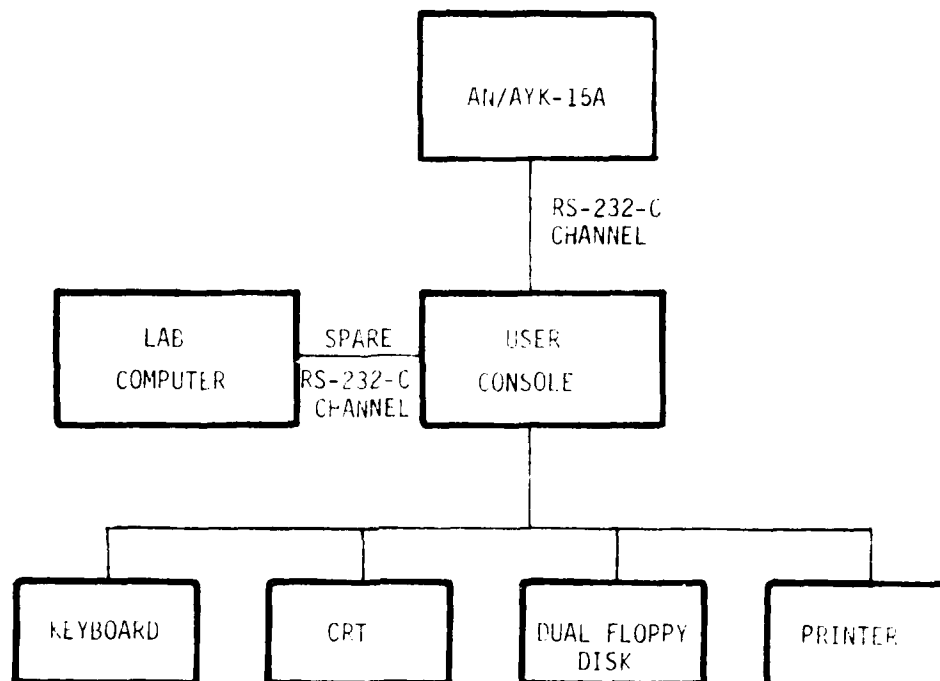 AN/AYK-15A
RS-232-C
CHANNEL
LAB
COMPUTER
SPARE
RS-232-C
CHANNEL
USER
CONSOLE
KEYBOARD
CRT
DUAL FLOPPY
DISK
PRINTER